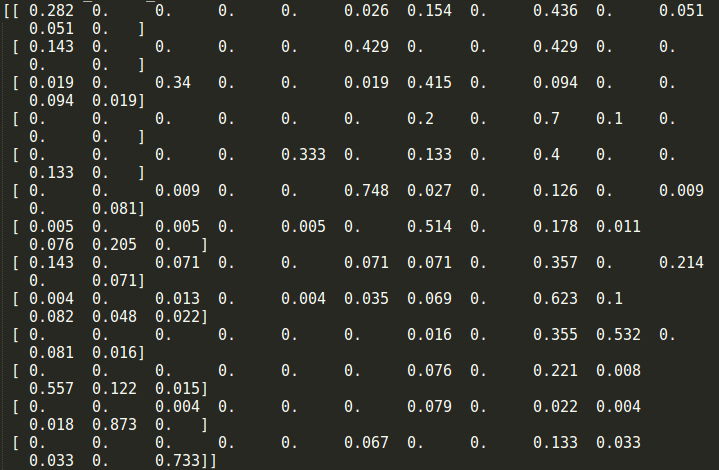 [[ 0.282  0.     0.     0.     0.     0.026  0.154  0.     0.436  0.     0.051
   0.051  0.   ]
 [ 0.143  0.     0.     0.     0.     0.429  0.     0.     0.429  0.     0.
   0.     0.   ]
 [ 0.019  0.     0.34   0.     0.     0.019  0.415  0.     0.094  0.     0.
   0.094  0.019]
 [ 0.     0.     0.     0.     0.     0.     0.2    0.     0.7    0.1    0.
   0.     0.   ]
 [ 0.     0.     0.     0.     0.333  0.     0.133  0.     0.4    0.     0.
   0.133  0.   ]
 [ 0.     0.     0.009  0.     0.     0.748  0.027  0.     0.126  0.     0.009
   0.     0.081]
 [ 0.005  0.     0.005  0.     0.005  0.     0.514  0.     0.178  0.011
   0.076  0.205  0.   ]
 [ 0.143  0.     0.071  0.     0.     0.071  0.071  0.     0.357  0.     0.214
   0.     0.071]
 [ 0.004  0.     0.013  0.     0.004  0.035  0.069  0.     0.623  0.1
   0.082  0.048  0.022]
 [ 0.     0.     0.     0.     0.     0.     0.016  0.     0.355  0.532  0.
   0.081  0.016]
 [ 0.     0.     0.     0.     0.     0.     0.076  0.     0.221  0.008
   0.557  0.122  0.015]
 [ 0.     0.     0.004  0.     0.     0.     0.079  0.     0.022  0.004
   0.018  0.873  0.   ]
 [ 0.     0.     0.     0.     0.     0.067  0.     0.     0.133  0.033
   0.033  0.     0.733]]